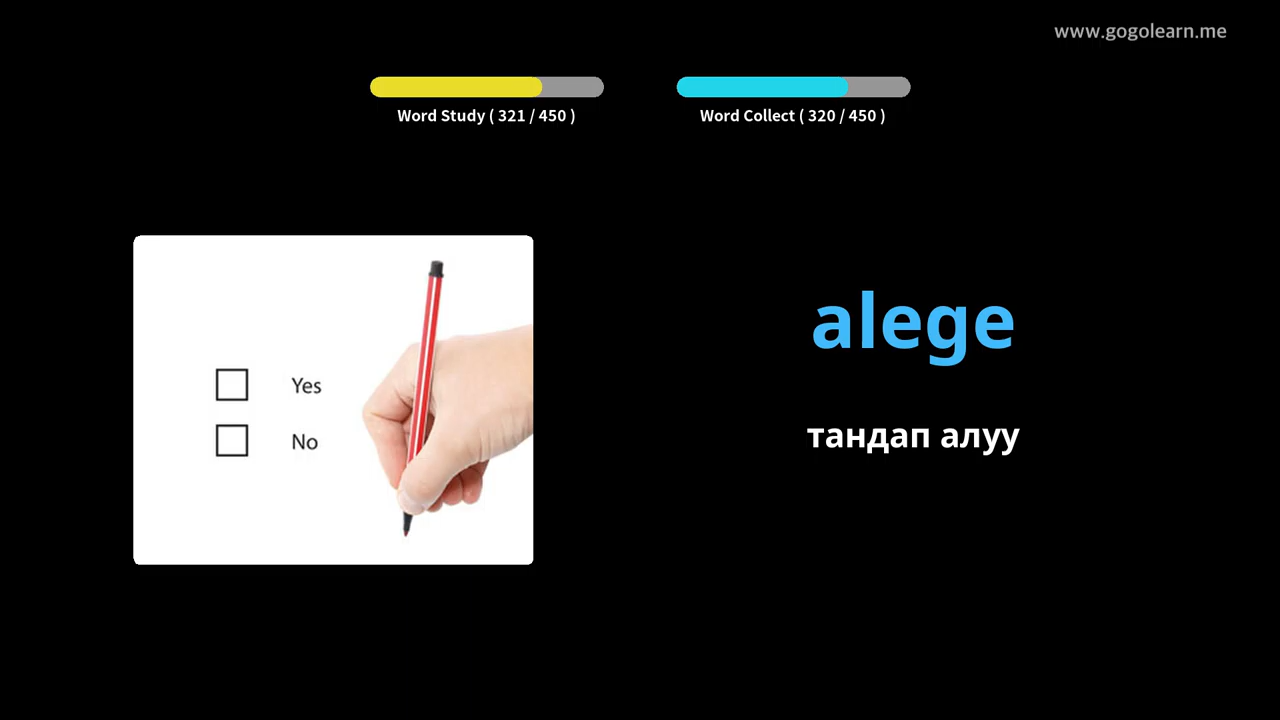 www.gogolearn.me
Word Study ( 321 / 450 )
Word Collect ( 320 / 450 )
Yes
No
alege
тандап алуу